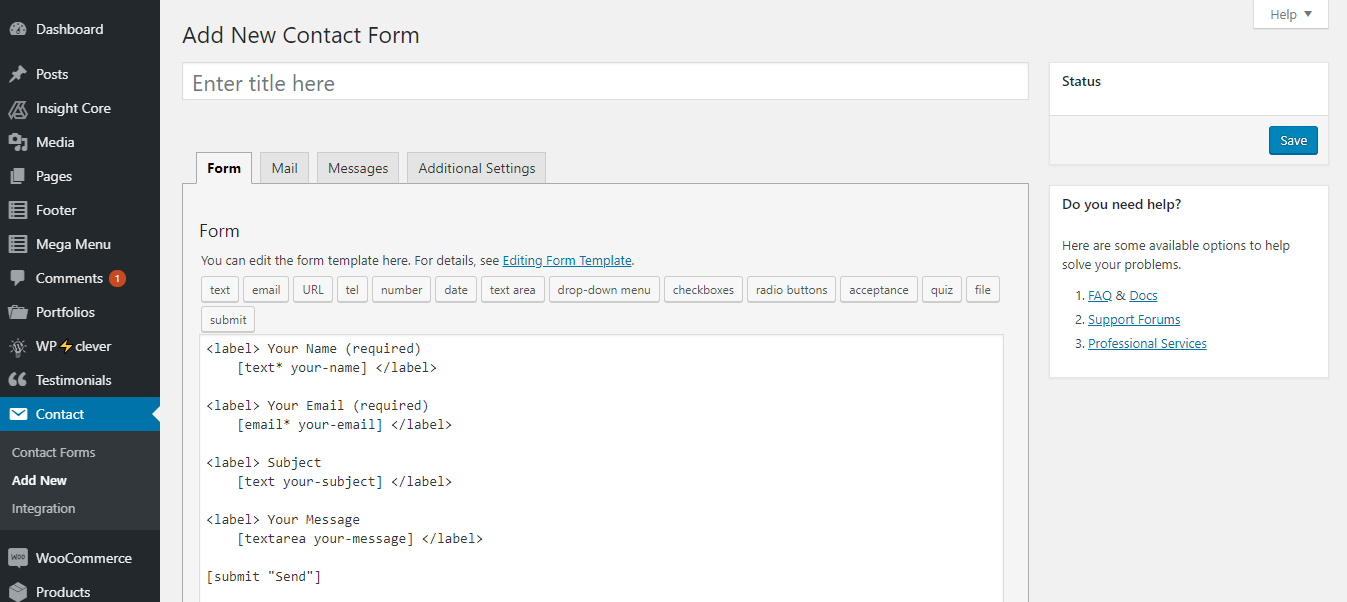 Dashboard
Posts
Insight Core
Media
Pages
Footer
Mega Menu
Comments 1
Portfolios
WP⚡clever
Testimonials
Contact
Contact Forms
Add New
Integration
WOO WooCommerce
Products
Help ▼
Add New Contact Form
Enter title here
Form Mail Messages Additional Settings
Form
You can edit the form template here. For details, see Editing Form Template.
text email URL tel number date text area drop-down menu checkboxes radio buttons acceptance quiz file
submit
<label> Your Name (required)
    [text* your-name] </label>
<label> Your Email (required)
    [email* your-email] </label>
<label> Subject
    [text your-subject] </label>
<label> Your Message
    [textarea your-message] </label>
[submit "Send"]
Status
Save
Do you need help?
Here are some available options to help
solve your problems.
1. FAQ & Docs
2. Support Forums
3. Professional Services